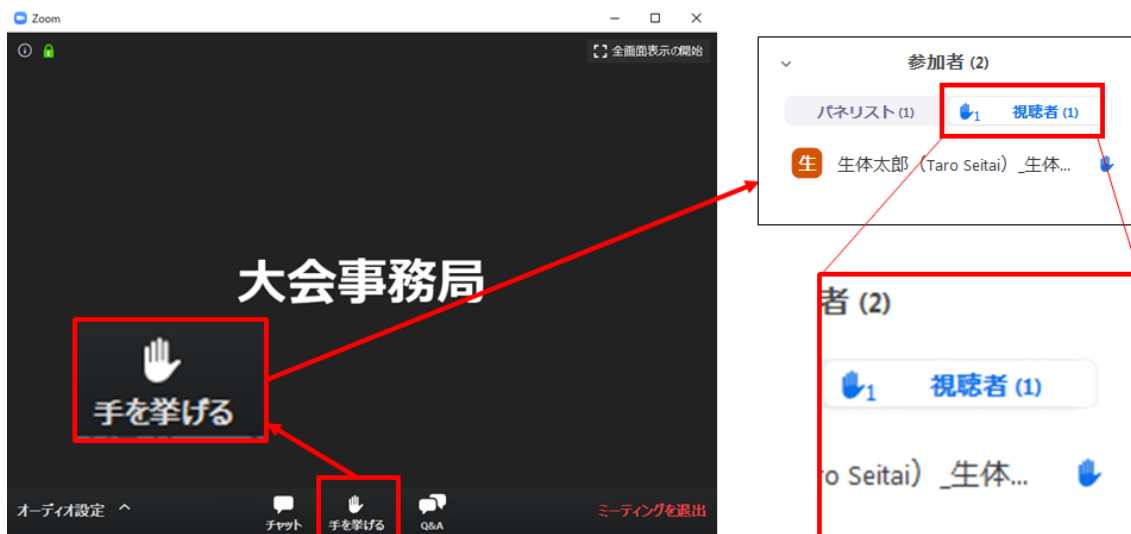 Zoom
全画面表示の開始
大会事務局
手を挙げる
オーディオ設定
チャット
手を挙げる
Q&A
ミーティングを退出
参加者 (2)
パネリスト (1)
1 視聴者 (1)
生 生体太郎（Taro Seitai）_生体...
者 (2)
1 視聴者 (1)
ro Seitai）_生体...